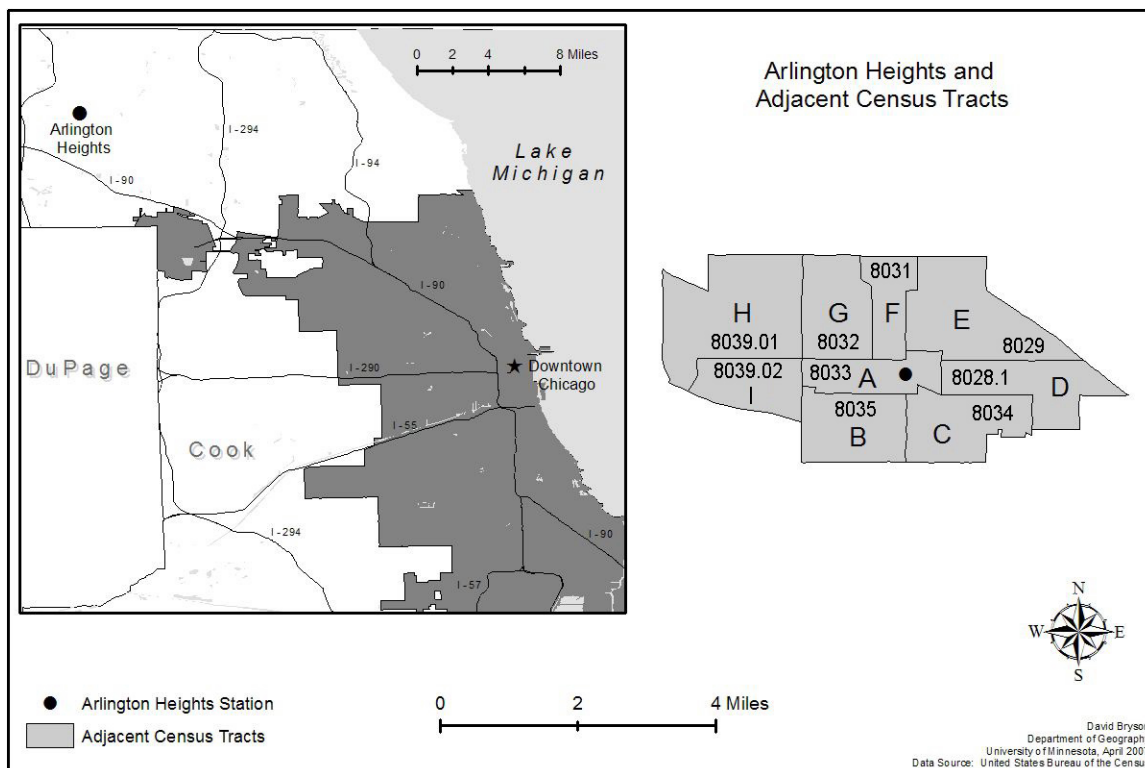 0 2 4 8 Miles
Arlington
Heights
I-294
I-94
I-90
Lake
Michigan
I-90
DuPage
I-290
Downtown
Chicago
Cook
I-55
I-294
I-90
I-57
Arlington Heights and
Adjacent Census Tracts
8031
H G F E
8039.01 8032 8029
8039.02 8033 A 8028.1 D
I 8035 8034
B C
N
W E
S
Arlington Heights Station
Adjacent Census Tracts
0 2 4 Miles
David Bryson
Department of Geography
University of Minnesota, April 2007
Data Source: United States Bureau of the Census